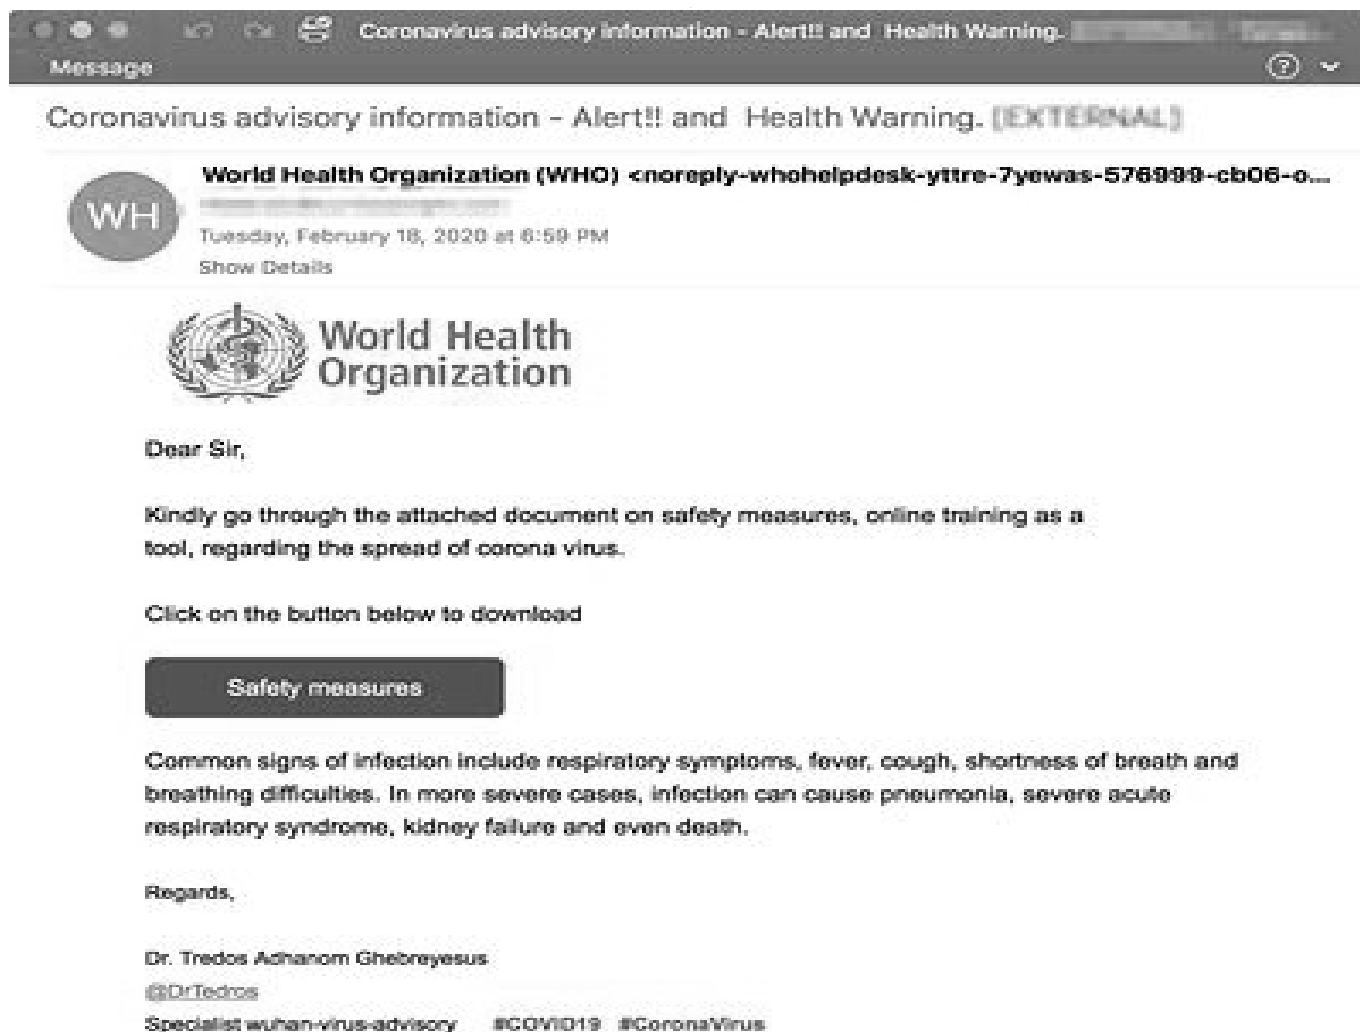 Coronavirus advisory information - Alert!! and Health Warning.
Message
Coronavirus advisory information - Alert!! and Health Warning. [EXTERNAL]
World Health Organization (WHO) <noreply-whohelpdesk-yttre-7yewas-576999-cb06-o...
WH
Tuesday, February 18, 2020 at 6:59 PM
Show Details
World Health
Organization
Dear Sir,
Kindly go through the attached document on safety measures, online training as a
tool, regarding the spread of corona virus.
Click on the button below to download
Safety measures
Common signs of infection include respiratory symptoms, fever, cough, shortness of breath and
breathing difficulties. In more severe cases, infection can cause pneumonia, severe acute
respiratory syndrome, kidney failure and even death.
Regards,
Dr. Tredos Adhanom Ghebreyesus
@DrTedros
Specialist wuhan-virus-advisory #COVID19 #CoronaVirus